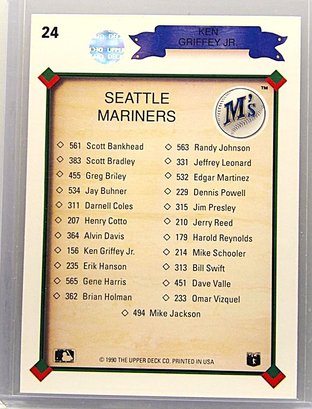 24
KEN
GRIFFEY JR.
SEATTLE
MARINERS
M's
TM
561 Scott Bankhead
383 Scott Bradley
455 Greg Briley
534 Jay Buhner
311 Darnell Coles
207 Henry Cotto
364 Alvin Davis
156 Ken Griffey Jr.
235 Erik Hanson
565 Gene Harris
362 Brian Holman
563 Randy Johnson
331 Jeffrey Leonard
532 Edgar Martinez
229 Dennis Powell
315 Jim Presley
210 Jerry Reed
179 Harold Reynolds
214 Mike Schooler
313 Bill Swift
451 Dave Valle
233 Omar Vizquel
494 Mike Jackson
© 1990 THE UPPER DECK CO. PRINTED IN USA